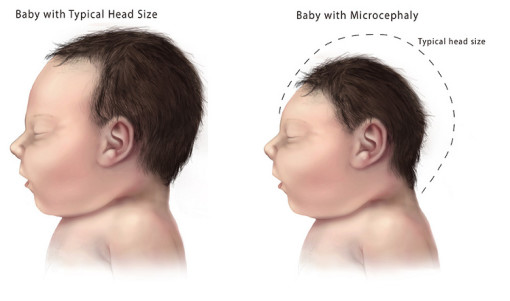 Baby with Typical Head Size
Baby with Microcephaly
Typical head size